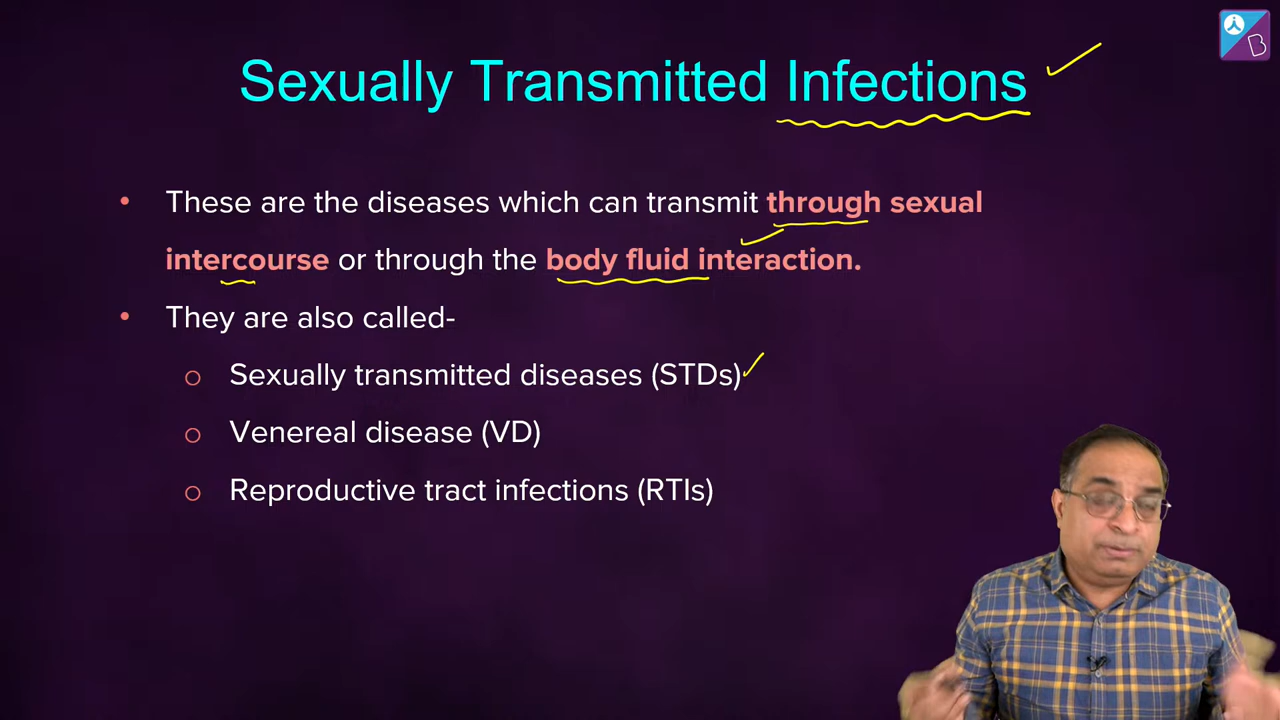 Sexually Transmitted Infections
• These are the diseases which can transmit through sexual
intercourse or through the body fluid interaction.
• They are also called-
o Sexually transmitted diseases (STDs)
o Venereal disease (VD)
o Reproductive tract infections (RTIs)
B